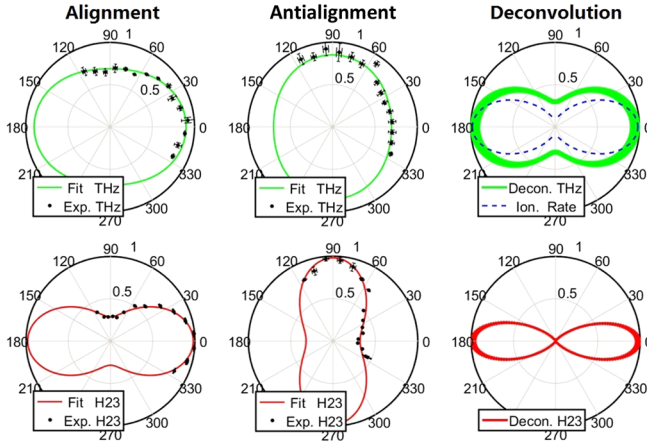 Alignment Antialignment Deconvolution
90 1 90 1 90 1
120 60 120 60 120 60
150 0.5 150 0.5 150 0.5
180 0 180 0 180 0
210 330 210 330 210 330
Fit THz Fit THz Decon. THz
Exp. THz Exp. THz Ion. Rate
300 300 300
270 270 270
90 1 90 1 90 1
120 60 120 60 120 60
150 0.5 30 150 0.5 30 150 0.5 30
180 0 180 0 180 0
210 330 210 330 210 330
Fit H23 Fit H23
Exp. H23 Exp. H23 Decon. H23
300 300 300
270 270 270